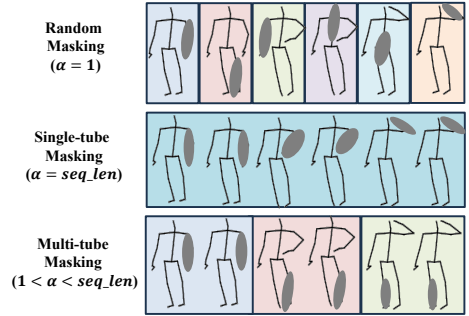 Random
Masking
(α = 1)
Single-tube
Masking
(α = seq_len)
Multi-tube
Masking
(1 < α < seq_len)